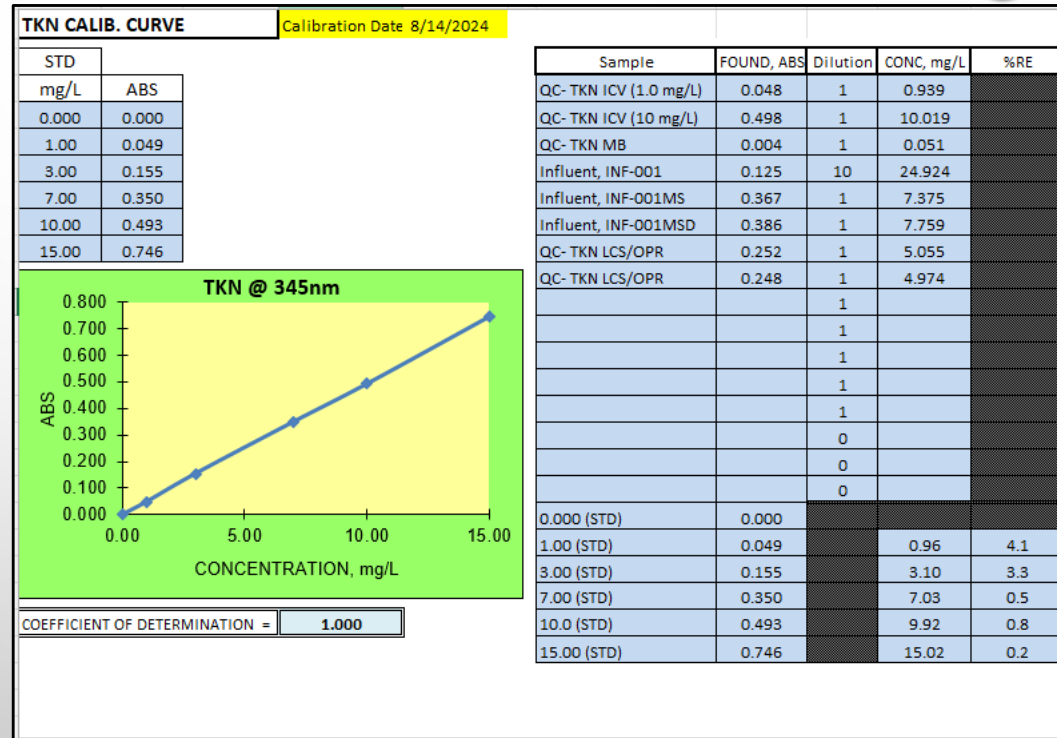 TKN CALIB. CURVE Calibration Date 8/14/2024
STD
mg/L ABS
0.000 0.000
1.00 0.049
3.00 0.155
7.00 0.350
10.00 0.493
15.00 0.746
TKN @ 345nm
ABS
0.800
0.700
0.600
0.500
0.400
0.300
0.200
0.100
0.000
0.00 5.00 10.00 15.00
CONCENTRATION, mg/L
COEFFICIENT OF DETERMINATION = 1.000
Sample FOUND, ABS Dilution CONC, mg/L %RE
QC- TKN ICV (1.0 mg/L) 0.048 1 0.939
QC- TKN ICV (10 mg/L) 0.498 1 10.019
QC- TKN MB 0.004 1 0.051
Influent, INF-001 0.125 10 24.924
Influent, INF-001MS 0.367 1 7.375
Influent, INF-001MSD 0.386 1 7.759
QC- TKN LCS/OPR 0.252 1 5.055
QC- TKN LCS/OPR 0.248 1 4.974
1
1
1
1
1
0
0
0
0.000 (STD) 0.000
1.00 (STD) 0.049 0.96 4.1
3.00 (STD) 0.155 3.10 3.3
7.00 (STD) 0.350 7.03 0.5
10.0 (STD) 0.493 9.92 0.8
15.00 (STD) 0.746 15.02 0.2